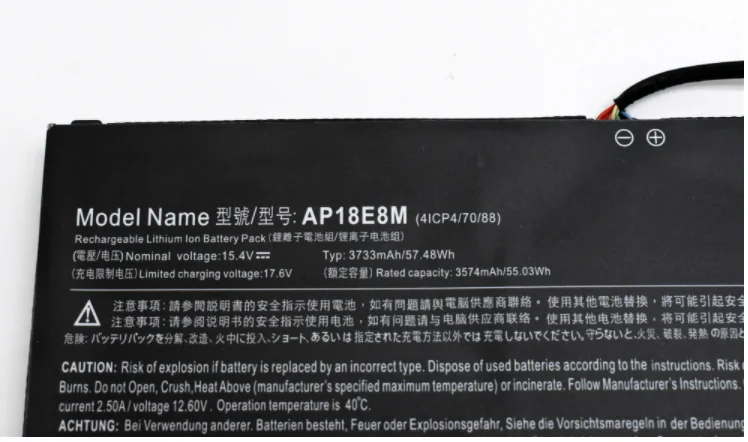 Model Name 型號/型号: AP18E8M (4ICP4/70/88)
Rechargeable Lithium Ion Battery Pack (鋰離子電池組/锂离子电池组)
(電壓/电压) Nominal voltage: 15.4V⎓ Typ: 3733mAh/57.48Wh
(充电限制电压) Limited charging voltage: 17.6V (額定容量) Rated capacity: 3574mAh/55.03Wh
注意事項: 請參閱說明書的安全指示使用電池，如有問題請與電腦供應商聯絡。使用其他電池替換，將可能引起安
注意事项: 请参阅说明书的安全指示使用电池，如有问题请与电脑供应商联络。使用其他电池替换，将可能引起安全
危険: バッテリパックを分解、改造、火中に投入、ショート、あるいは指定された充電方法以外では充電しないでください。守らないと、火災、破裂、発熱の原因と
CAUTION: Risk of explosion if battery is replaced by an incorrect type. Dispose of used batteries according to the instructions. Risk
Burns. Do not Open, Crush, Heat Above (manufacturer's specified maximum temperature) or incinerate. Follow Manufacturer's Instructions.
current 2.50A / voltage 12.60V. Operation temperature is 40°C.
ACHTUNG: Bei Verwendung anderer. Batterien besteht, Feuer oder Explosionsgefahr, Siehe die Vorsichtsmaregeln in der Bedienung